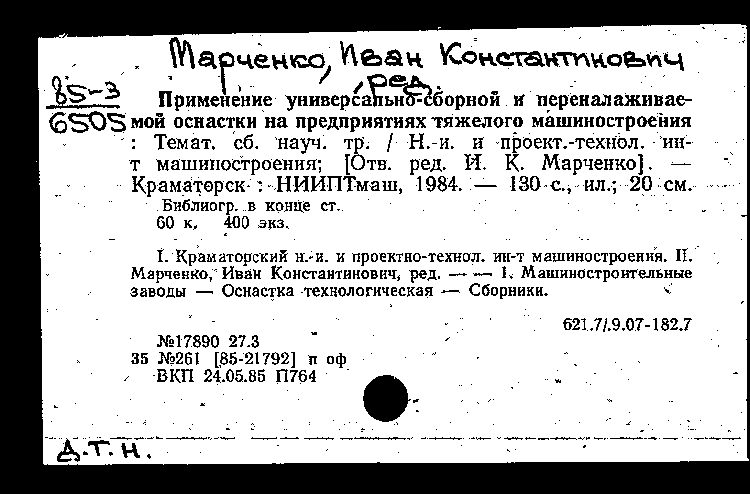 Марченко, Иван Константинович
, ред.
85-3
6505
Применение универсально-сборной и переналаживае-
мой оснастки на предприятиях тяжелого машиностроения
: Темат. сб. науч. тр. / Н.-и. и проект.-технол. ин-
т машиностроения; [Отв. ред. И. К. Марченко]. —
Краматорск : НИИПТмаш, 1984. — 130 с., ил.; 20 см.
Библиогр. в конце ст.
60 к. 400 экз.
I. Краматорский н.-и. и проектно-технол. ин-т машиностроения. II.
Марченко, Иван Константинович, ред. — — 1. Машиностроительные
заводы — Оснастка технологическая — Сборники.
621.7/.9.07-182.7
№17890 27.3
35 №261 [85-21792] п оф
ВКП 24.05.85 П764
Д.Т.Н.